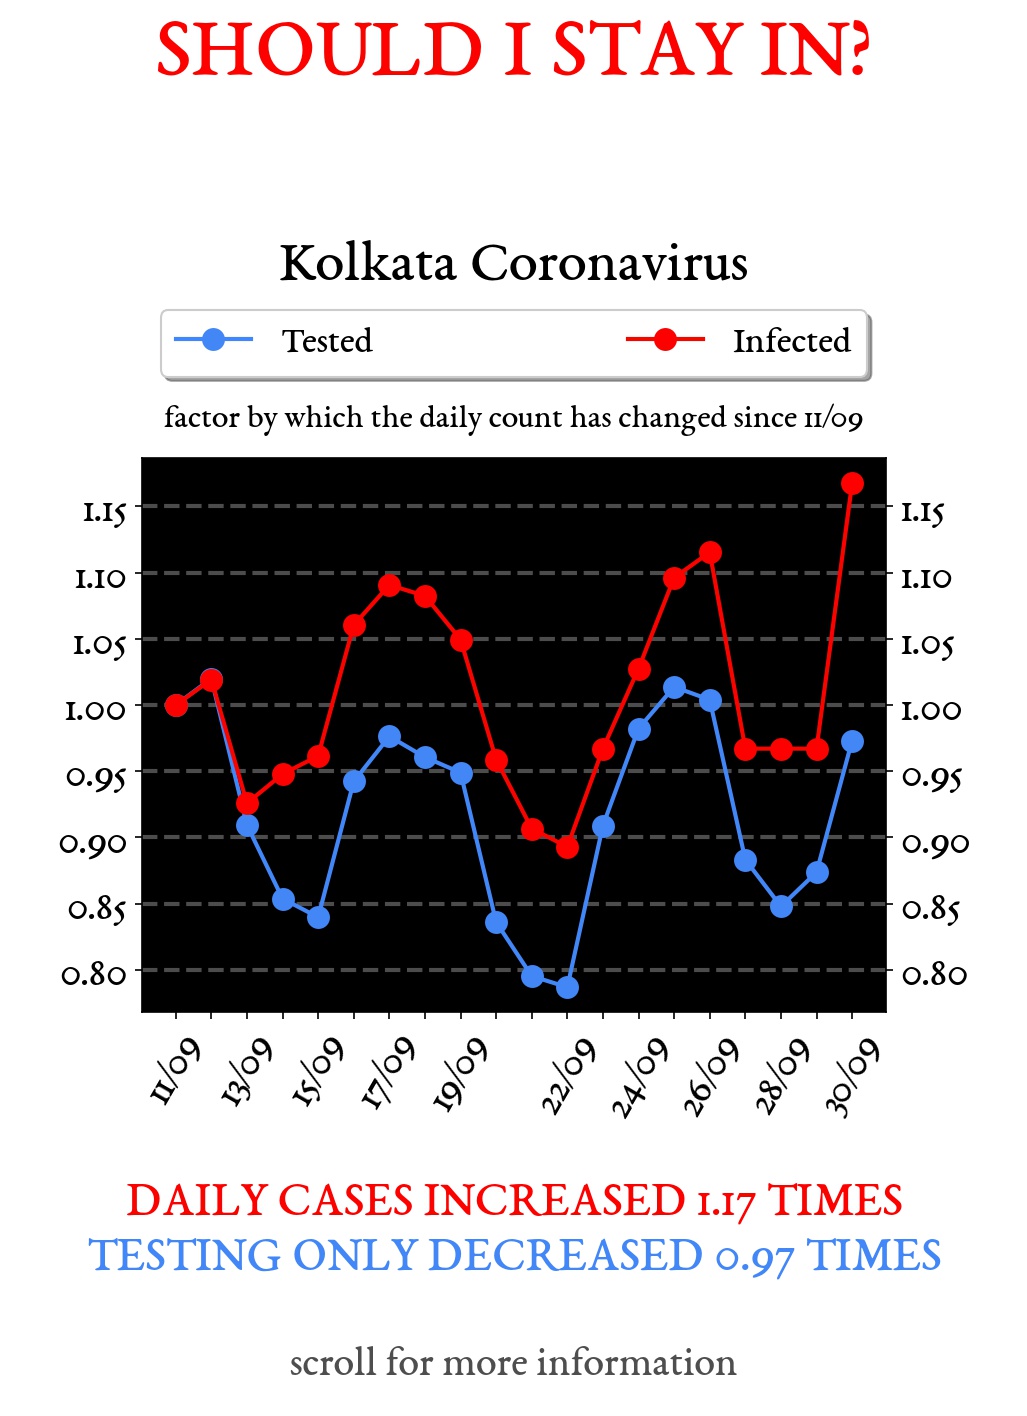 SHOULD I STAY IN?
Kolkata Coronavirus
Tested Infected
factor by which the daily count has changed since 11/09
1.15 1.15
1.10 1.10
1.05 1.05
1.00 1.00
0.95 0.95
0.90 0.90
0.85 0.85
0.80 0.80
11/09 13/09 15/09 17/09 19/09 22/09 24/09 26/09 28/09 30/09
DAILY CASES INCREASED 1.17 TIMES
TESTING ONLY DECREASED 0.97 TIMES
scroll for more information